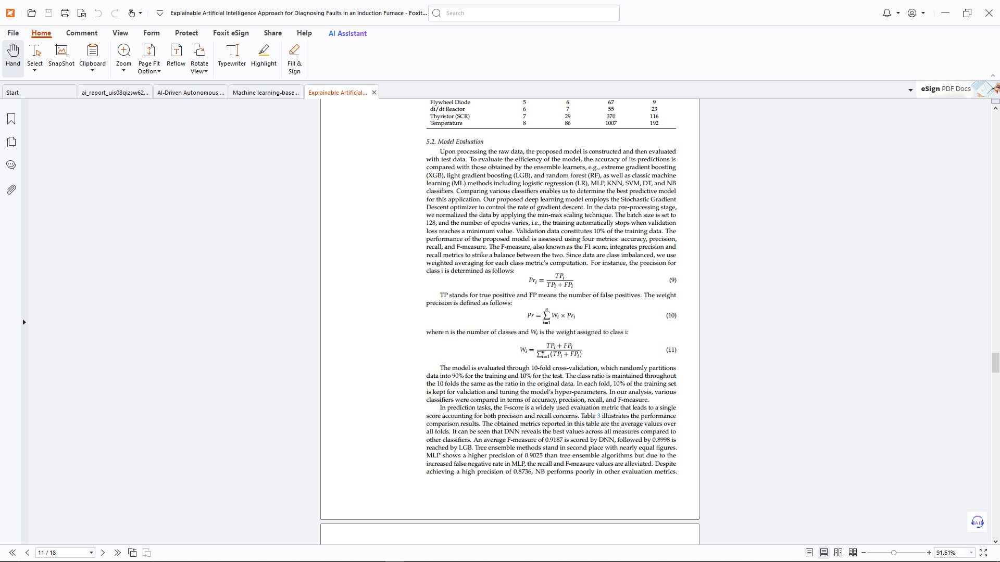 Explainable Artificial Intelligence Approach for Diagnosing Faults in an Induction Furnace - Foxit...
Search
File Home Comment View Form Protect Foxit eSign Share Help AI Assistant
Hand Select SnapShot Clipboard Zoom Page Fit Option Reflow Rotate View Typewriter Highlight Fill & Sign
Start ai_report_uis08qizsw62... AI-Driven Autonomous ... Machine learning-base... Explainable Artificial...
eSign PDF Docs
Flywheel Diode 5 6 67 9
di/dt Reactor 6 7 55 23
Thyristor (SCR) 7 29 370 116
Temperature 8 86 1007 192
5.2. Model Evaluation
Upon processing the raw data, the proposed model is constructed and then evaluated
with test data. To evaluate the efficiency of the model, the accuracy of its predictions is
compared with those obtained by the ensemble learners, e.g., extreme gradient boosting
(XGB), light gradient boosting (LGB), and random forest (RF), as well as classic machine
learning (ML) methods including logistic regression (LR), MLP, KNN, SVM, DT, and NB
classifiers. Comparing various classifiers enables us to determine the best predictive model
for this application. Our proposed deep learning model employs the Stochastic Gradient
Descent optimizer to control the rate of gradient descent. In the data pre-processing stage,
we normalized the data by applying the min-max scaling technique. The batch size is set to
128, and the number of epochs varies, i.e., the training automatically stops when validation
loss reaches a minimum value. Validation data constitutes 10% of the training data. The
performance of the proposed model is assessed using four metrics: accuracy, precision,
recall, and F-measure. The F-measure, also known as the F1 score, integrates precision and
recall metrics to strike a balance between the two. Since data are class imbalanced, we use
weighted averaging for each class metric's computation. For instance, the precision for
class i is determined as follows:
Pr_i = TP_i / (TP_i + FP_i) (9)
TP stands for true positive and FP means the number of false positives. The weight
precision is defined as follows:
Pr = ∑_{i=1}^{n} W_i × Pr_i (10)
where n is the number of classes and W_i is the weight assigned to class i:
W_i = (TP_i + FP_i) / ∑_{i=1}^{n}(TP_i + FP_i) (11)
The model is evaluated through 10-fold cross-validation, which randomly partitions
data into 90% for the training and 10% for the test. The class ratio is maintained throughout
the 10 folds the same as the ratio in the original data. In each fold, 10% of the training set
is kept for validation and tuning the model's hyper-parameters. In our analysis, various
classifiers were compared in terms of accuracy, precision, recall, and F-measure.
In prediction tasks, the F-score is a widely used evaluation metric that leads to a single
score accounting for both precision and recall concerns. Table 3 illustrates the performance
comparison results. The obtained metrics reported in this table are the average values over
all folds. It can be seen that DNN reveals the best values across all measures compared to
other classifiers. An average F-measure of 0.9187 is scored by DNN, followed by 0.8998 is
reached by LGB. Tree ensemble methods stand in second place with nearly equal figures.
MLP shows a higher precision of 0.9025 than tree ensemble algorithms but due to the
increased false negative rate in MLP, the recall and F-measure values are alleviated. Despite
achieving a high precision of 0.8736, NB performs poorly in other evaluation metrics.
AI
11 / 18
91.61%